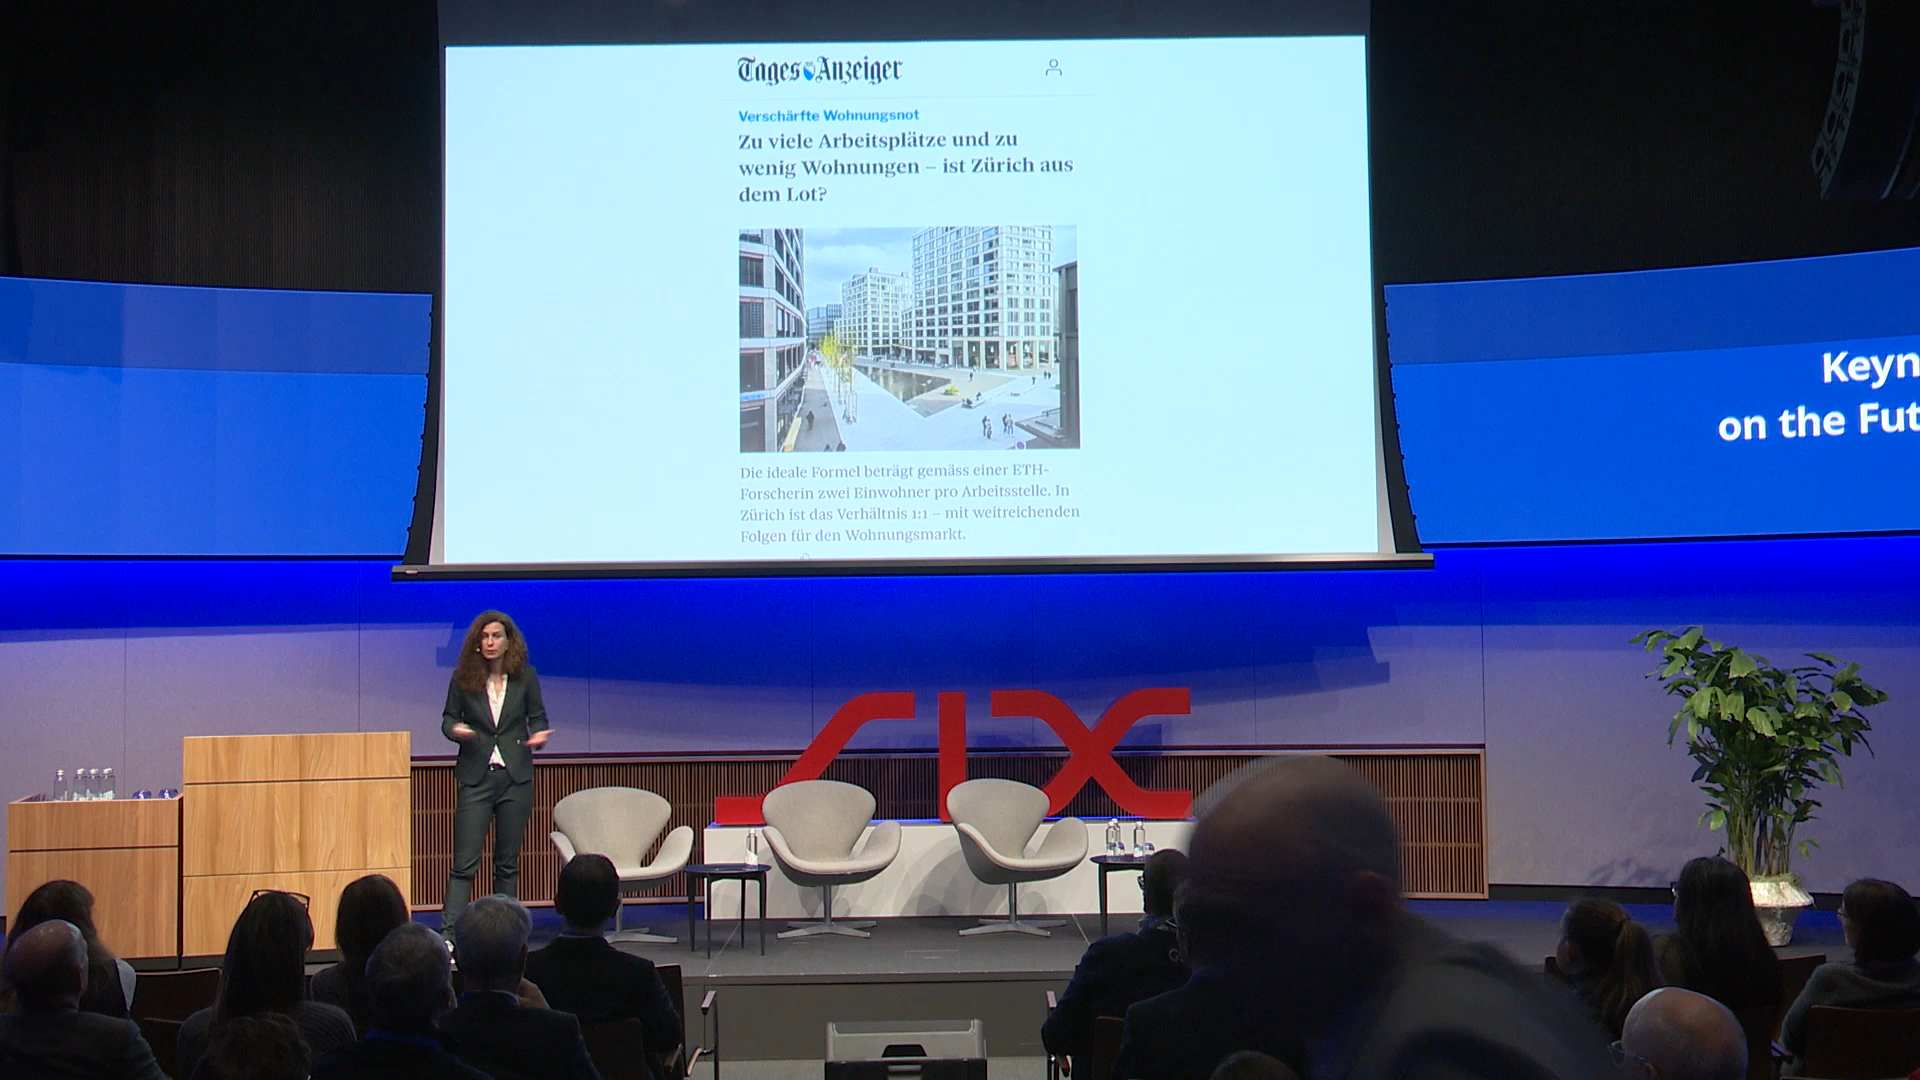 Tages Anzeiger
Verschärfte Wohnungsnot
Zu viele Arbeitsplätze und zu
wenig Wohnungen – ist Zürich aus
dem Lot?
Die ideale Formel beträgt gemäss einer ETH-
Forscherin zwei Einwohner pro Arbeitsstelle. In
Zürich ist das Verhältnis 1:1 – mit weitreichenden
Folgen für den Wohnungsmarkt.
Keyn
on the Fut
SIX